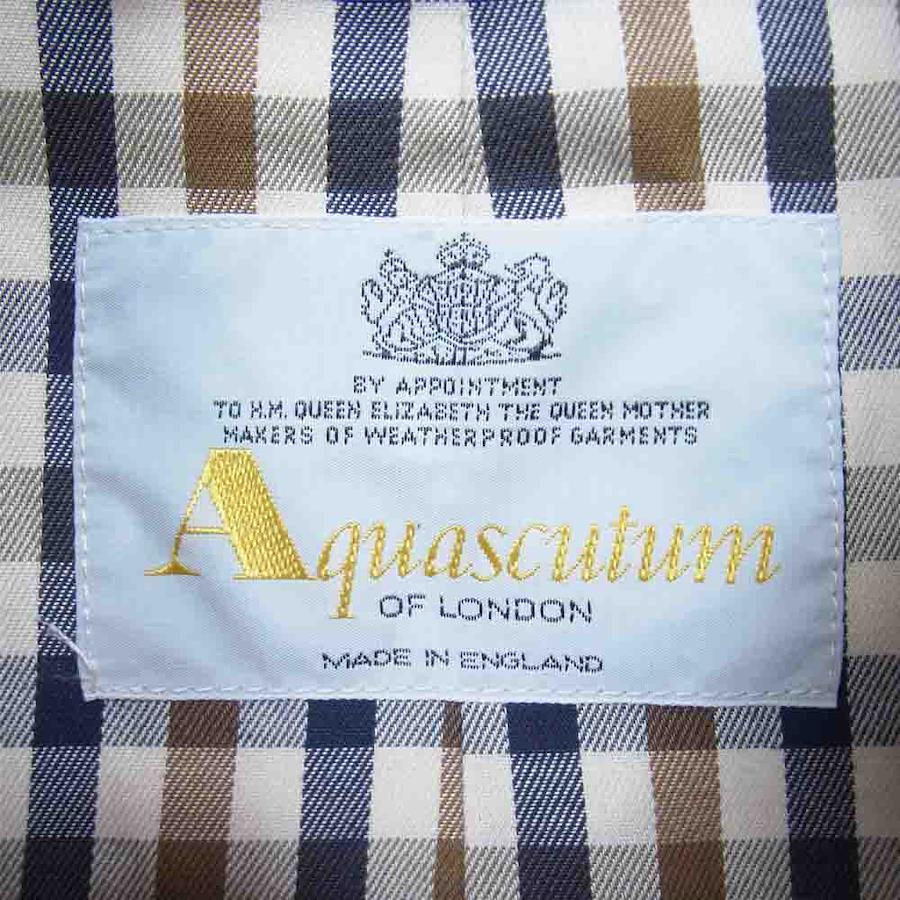 BY APPOINTMENT
TO H.M. QUEEN ELIZABETH THE QUEEN MOTHER
MAKERS OF WEATHERPROOF GARMENTS
Aquascutum
OF LONDON
MADE IN ENGLAND